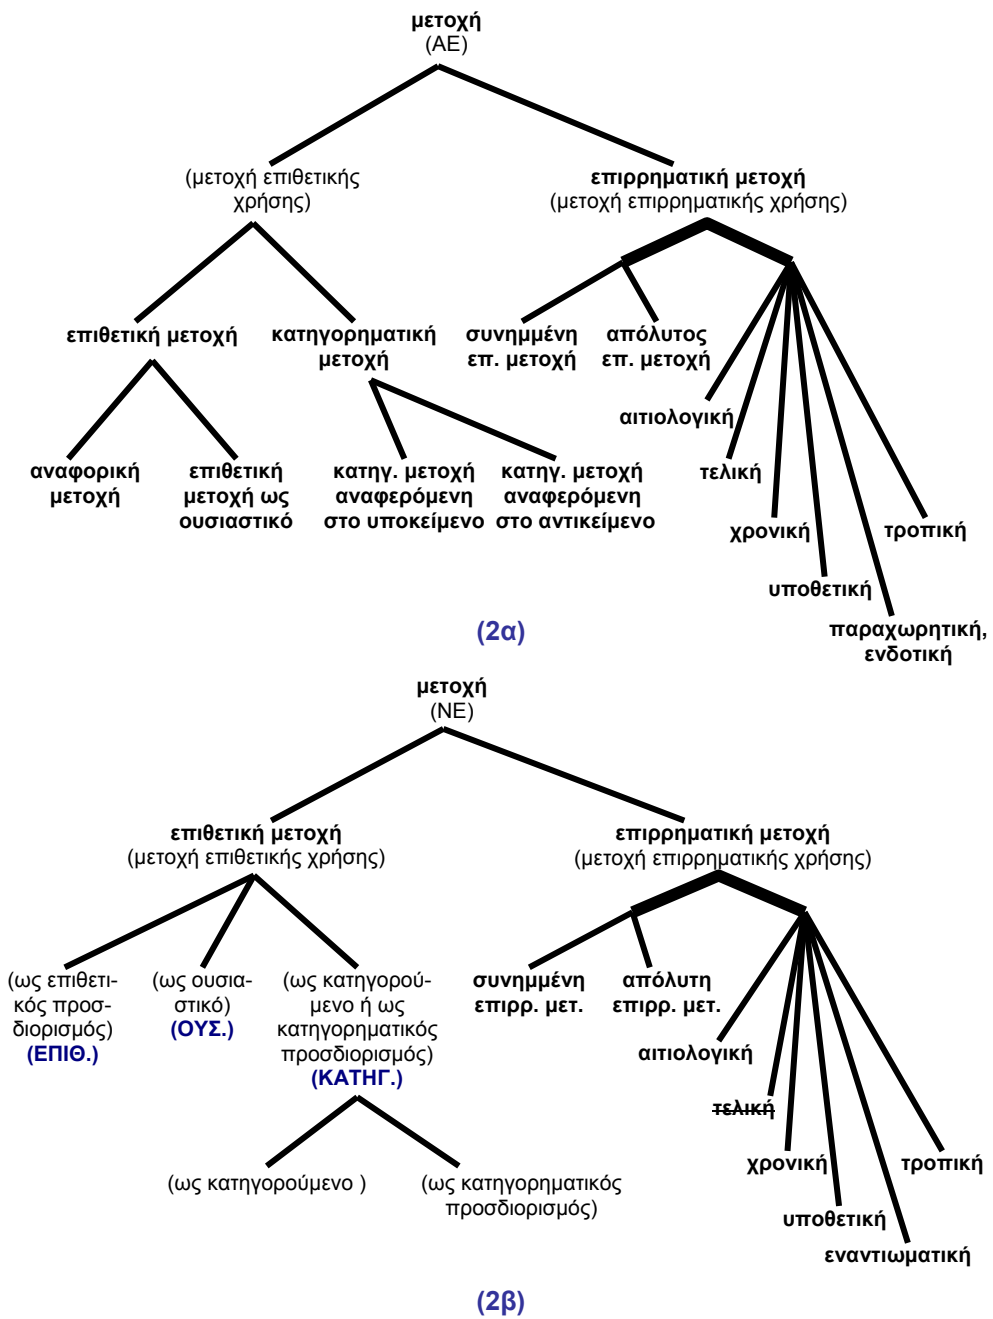 μετοχή
(ΑΕ)
(μετοχή επιθετικής
χρήσης)
επιρρηματική μετοχή
(μετοχή επιρρηματικής χρήσης)
επιθετική μετοχή
κατηγορηματική
μετοχή
συνημμένη
επ. μετοχή
απόλυτος
επ. μετοχή
αιτιολογική
αναφορική
μετοχή
επιθετική
μετοχή ως
ουσιαστικό
κατηγ. μετοχή
αναφερόμενη
στο υποκείμενο
κατηγ. μετοχή
αναφερόμενη
στο αντικείμενο
τελική
χρονική
τροπική
υποθετική
παραχωρητική,
ενδοτική
(2α)
μετοχή
(ΝΕ)
επιθετική μετοχή
(μετοχή επιθετικής χρήσης)
επιρρηματική μετοχή
(μετοχή επιρρηματικής χρήσης)
(ως επιθετι-
κός προσ-
διορισμός)
(ΕΠΙΘ.)
(ως ουσια-
στικό)
(ΟΥΣ.)
(ως κατηγορού-
μενο ή ως
κατηγορηματικός
προσδιορισμός)
(ΚΑΤΗΓ.)
συνημμένη
επιρρ. μετ.
απόλυτη
επιρρ. μετ.
αιτιολογική
τελική
χρονική
τροπική
(ως κατηγορούμενο )
(ως κατηγορηματικός
προσδιορισμός)
υποθετική
εναντιωματική
(2β)